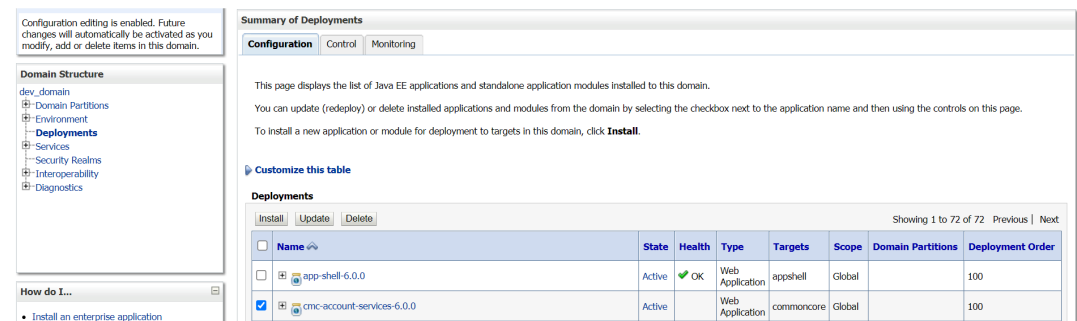 Configuration editing is enabled. Future
changes will automatically be activated as you
modify, add or delete items in this domain.
Domain Structure
dev_domain
Domain Partitions
Environment
Deployments
Services
Security Realms
Interoperability
Diagnostics
How do I...
Install an enterprise application
Summary of Deployments
Configuration Control Monitoring
This page displays the list of Java EE applications and standalone application modules installed to this domain.
You can update (redeploy) or delete installed applications and modules from the domain by selecting the checkbox next to the application name and then using the controls on this page.
To install a new application or module for deployment to targets in this domain, click Install.
Customize this table
Deployments
Install Update Delete Showing 1 to 72 of 72 Previous | Next
Name State Health Type Targets Scope Domain Partitions Deployment Order
app-shell-6.0.0 Active OK Web Application appshell Global 100
cmc-account-services-6.0.0 Active Web Application commoncore Global 100